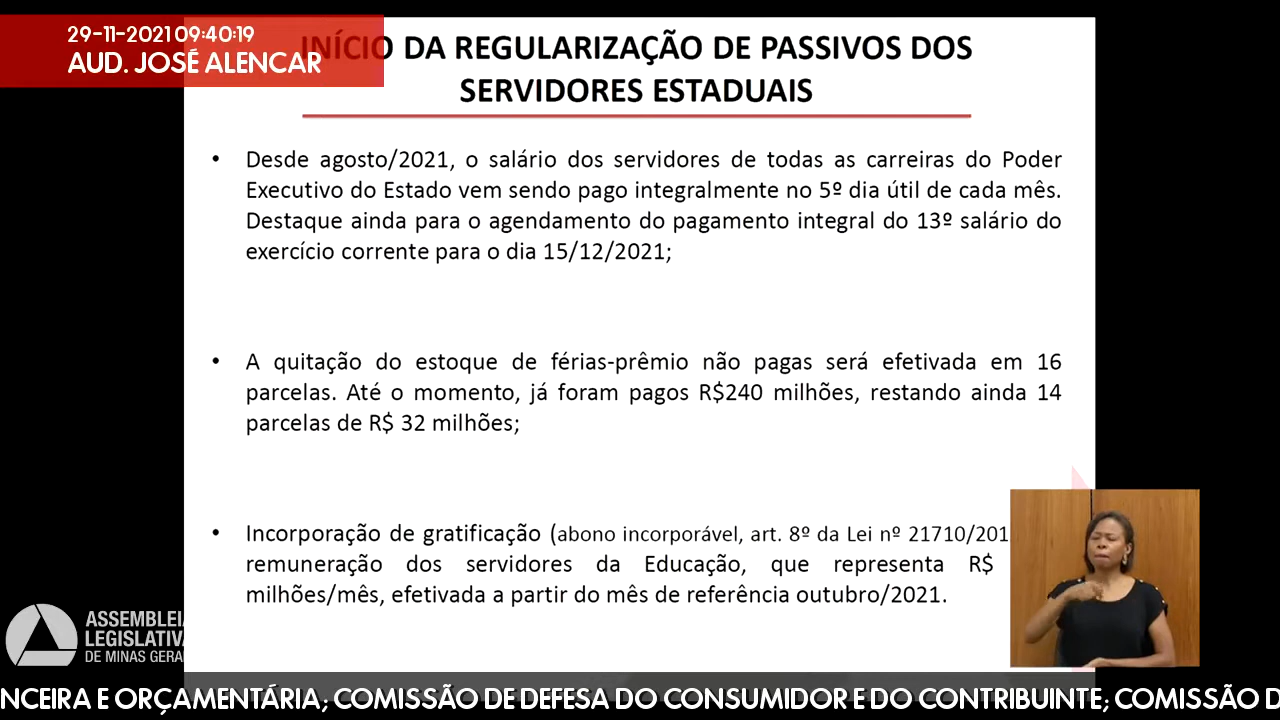 29-11-2021 09:40:19
AUD. JOSÉ ALENCAR
INÍCIO DA REGULARIZAÇÃO DE PASSIVOS DOS
SERVIDORES ESTADUAIS
• Desde agosto/2021, o salário dos servidores de todas as carreiras do Poder
Executivo do Estado vem sendo pago integralmente no 5º dia útil de cada mês.
Destaque ainda para o agendamento do pagamento integral do 13º salário do
exercício corrente para o dia 15/12/2021;
• A quitação do estoque de férias-prêmio não pagas será efetivada em 16
parcelas. Até o momento, já foram pagos R$240 milhões, restando ainda 14
parcelas de R$ 32 milhões;
• Incorporação de gratificação (abono incorporável, art. 8º da Lei nº 21710/201
remuneração dos servidores da Educação, que representa R$
milhões/mês, efetivada a partir do mês de referência outubro/2021.
ASSEMBLEIA
LEGISLATIVA
DE MINAS GERAI
NCEIRA E ORÇAMENTÁRIA; COMISSÃO DE DEFESA DO CONSUMIDOR E DO CONTRIBUINTE; COMISSÃO D